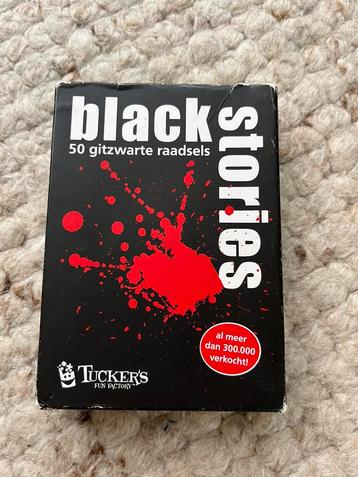 black
stories
50 gitzwarte raadsels
al meer
dan 300.000
verkocht!
TUCKER'S
FUN FACTORY